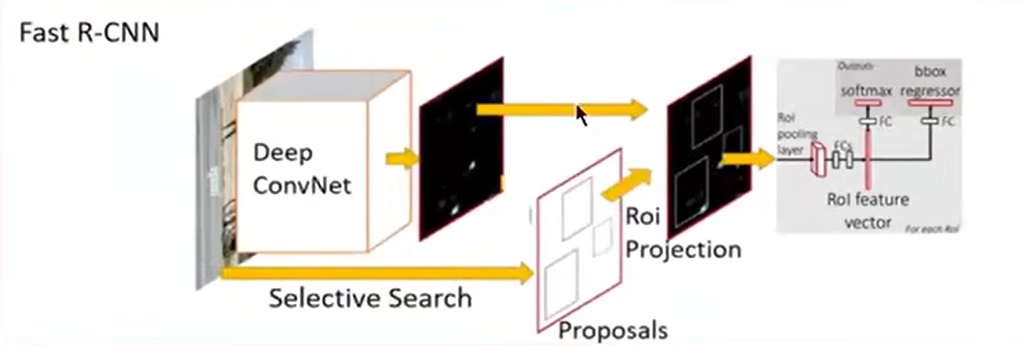 Fast R-CNN
Deep
ConvNet
Selective Search
Proposals
Roi
Projection
Outputs
softmax
bbox
regressor
FC
FC
RoI
pooling
layer
FCs
RoI feature
vector
For each RoI